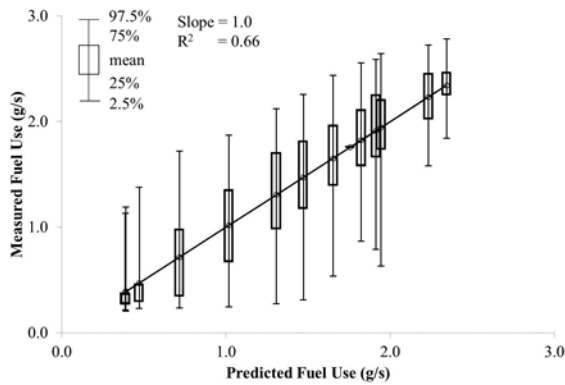 3.0
97.5%
75%
mean
25%
2.5%
Slope = 1.0
R² = 0.66
2.0
1.0
0.0
Measured Fuel Use (g/s)
0.0 1.0 2.0 3.0
Predicted Fuel Use (g/s)